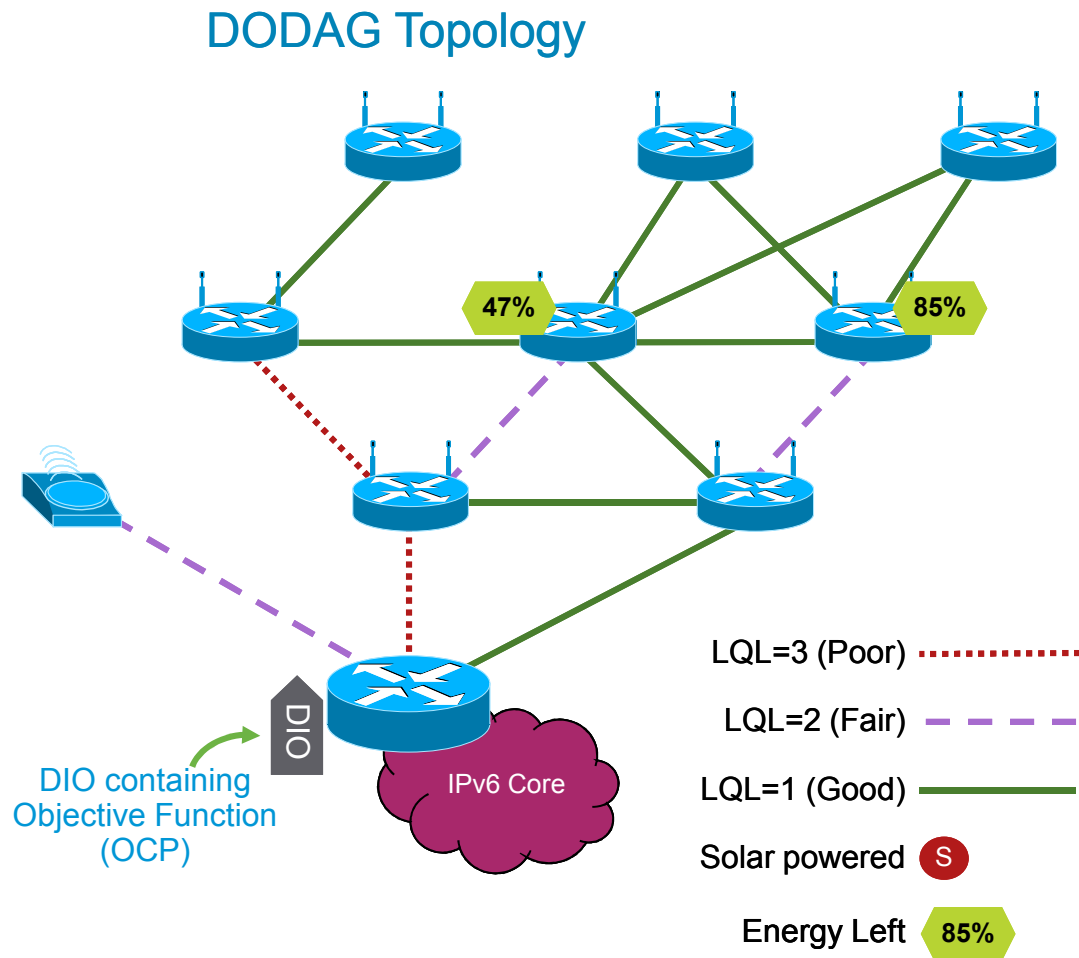 DODAG Topology
47%
85%
LQL=3 (Poor)
DIO
LQL=2 (Fair)
DIO containing
Objective Function
(OCP)
IPv6 Core
LQL=1 (Good)
Solar powered
S
Energy Left
85%